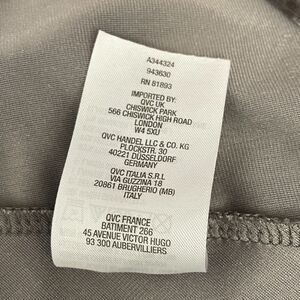 A344324
943630
RN 81893
IMPORTED BY:
QVC UK
CHISWICK PARK
566 CHISWICK HIGH ROAD
LONDON
W4 5XU
QVC HANDEL LLC & CO. KG
PLOCKSTR. 30
40221 DUSSELDORF
GERMANY
QVC ITALIA S.R.L
VIA GUZZINA 18
20861 BRUGHERIO (MB)
ITALY
QVC FRANCE
BATIMENT 266
45 AVENUE VICTOR HUGO
93 300 AUBERVILLIERS